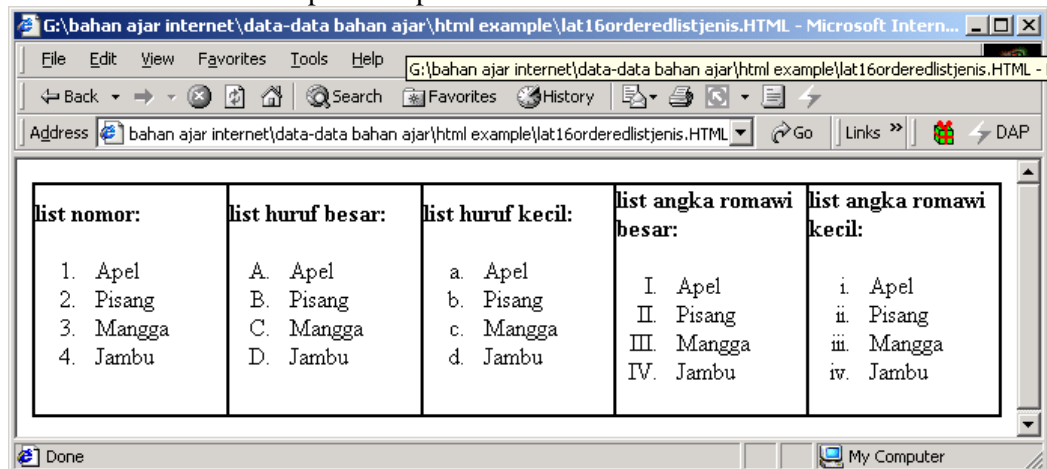 G:\bahan ajar internet\data-data bahan ajar\html example\lat16orderedlistjenis.HTML - Microsoft Intern...
File Edit View Favorites Tools Help
G:\bahan ajar internet\data-data bahan ajar\html example\lat16orderedlistjenis.HTML -
Back Search Favorites History
Address bahan ajar internet\data-data bahan ajar\html example\lat16orderedlistjenis.HTML Go Links » DAP
list nomor:
1. Apel
2. Pisang
3. Mangga
4. Jambu
list huruf besar:
A. Apel
B. Pisang
C. Mangga
D. Jambu
list huruf kecil:
a. Apel
b. Pisang
c. Mangga
d. Jambu
list angka romawi
besar:
I. Apel
II. Pisang
III. Mangga
IV. Jambu
list angka romawi
kecil:
i. Apel
ii. Pisang
iii. Mangga
iv. Jambu
Done My Computer